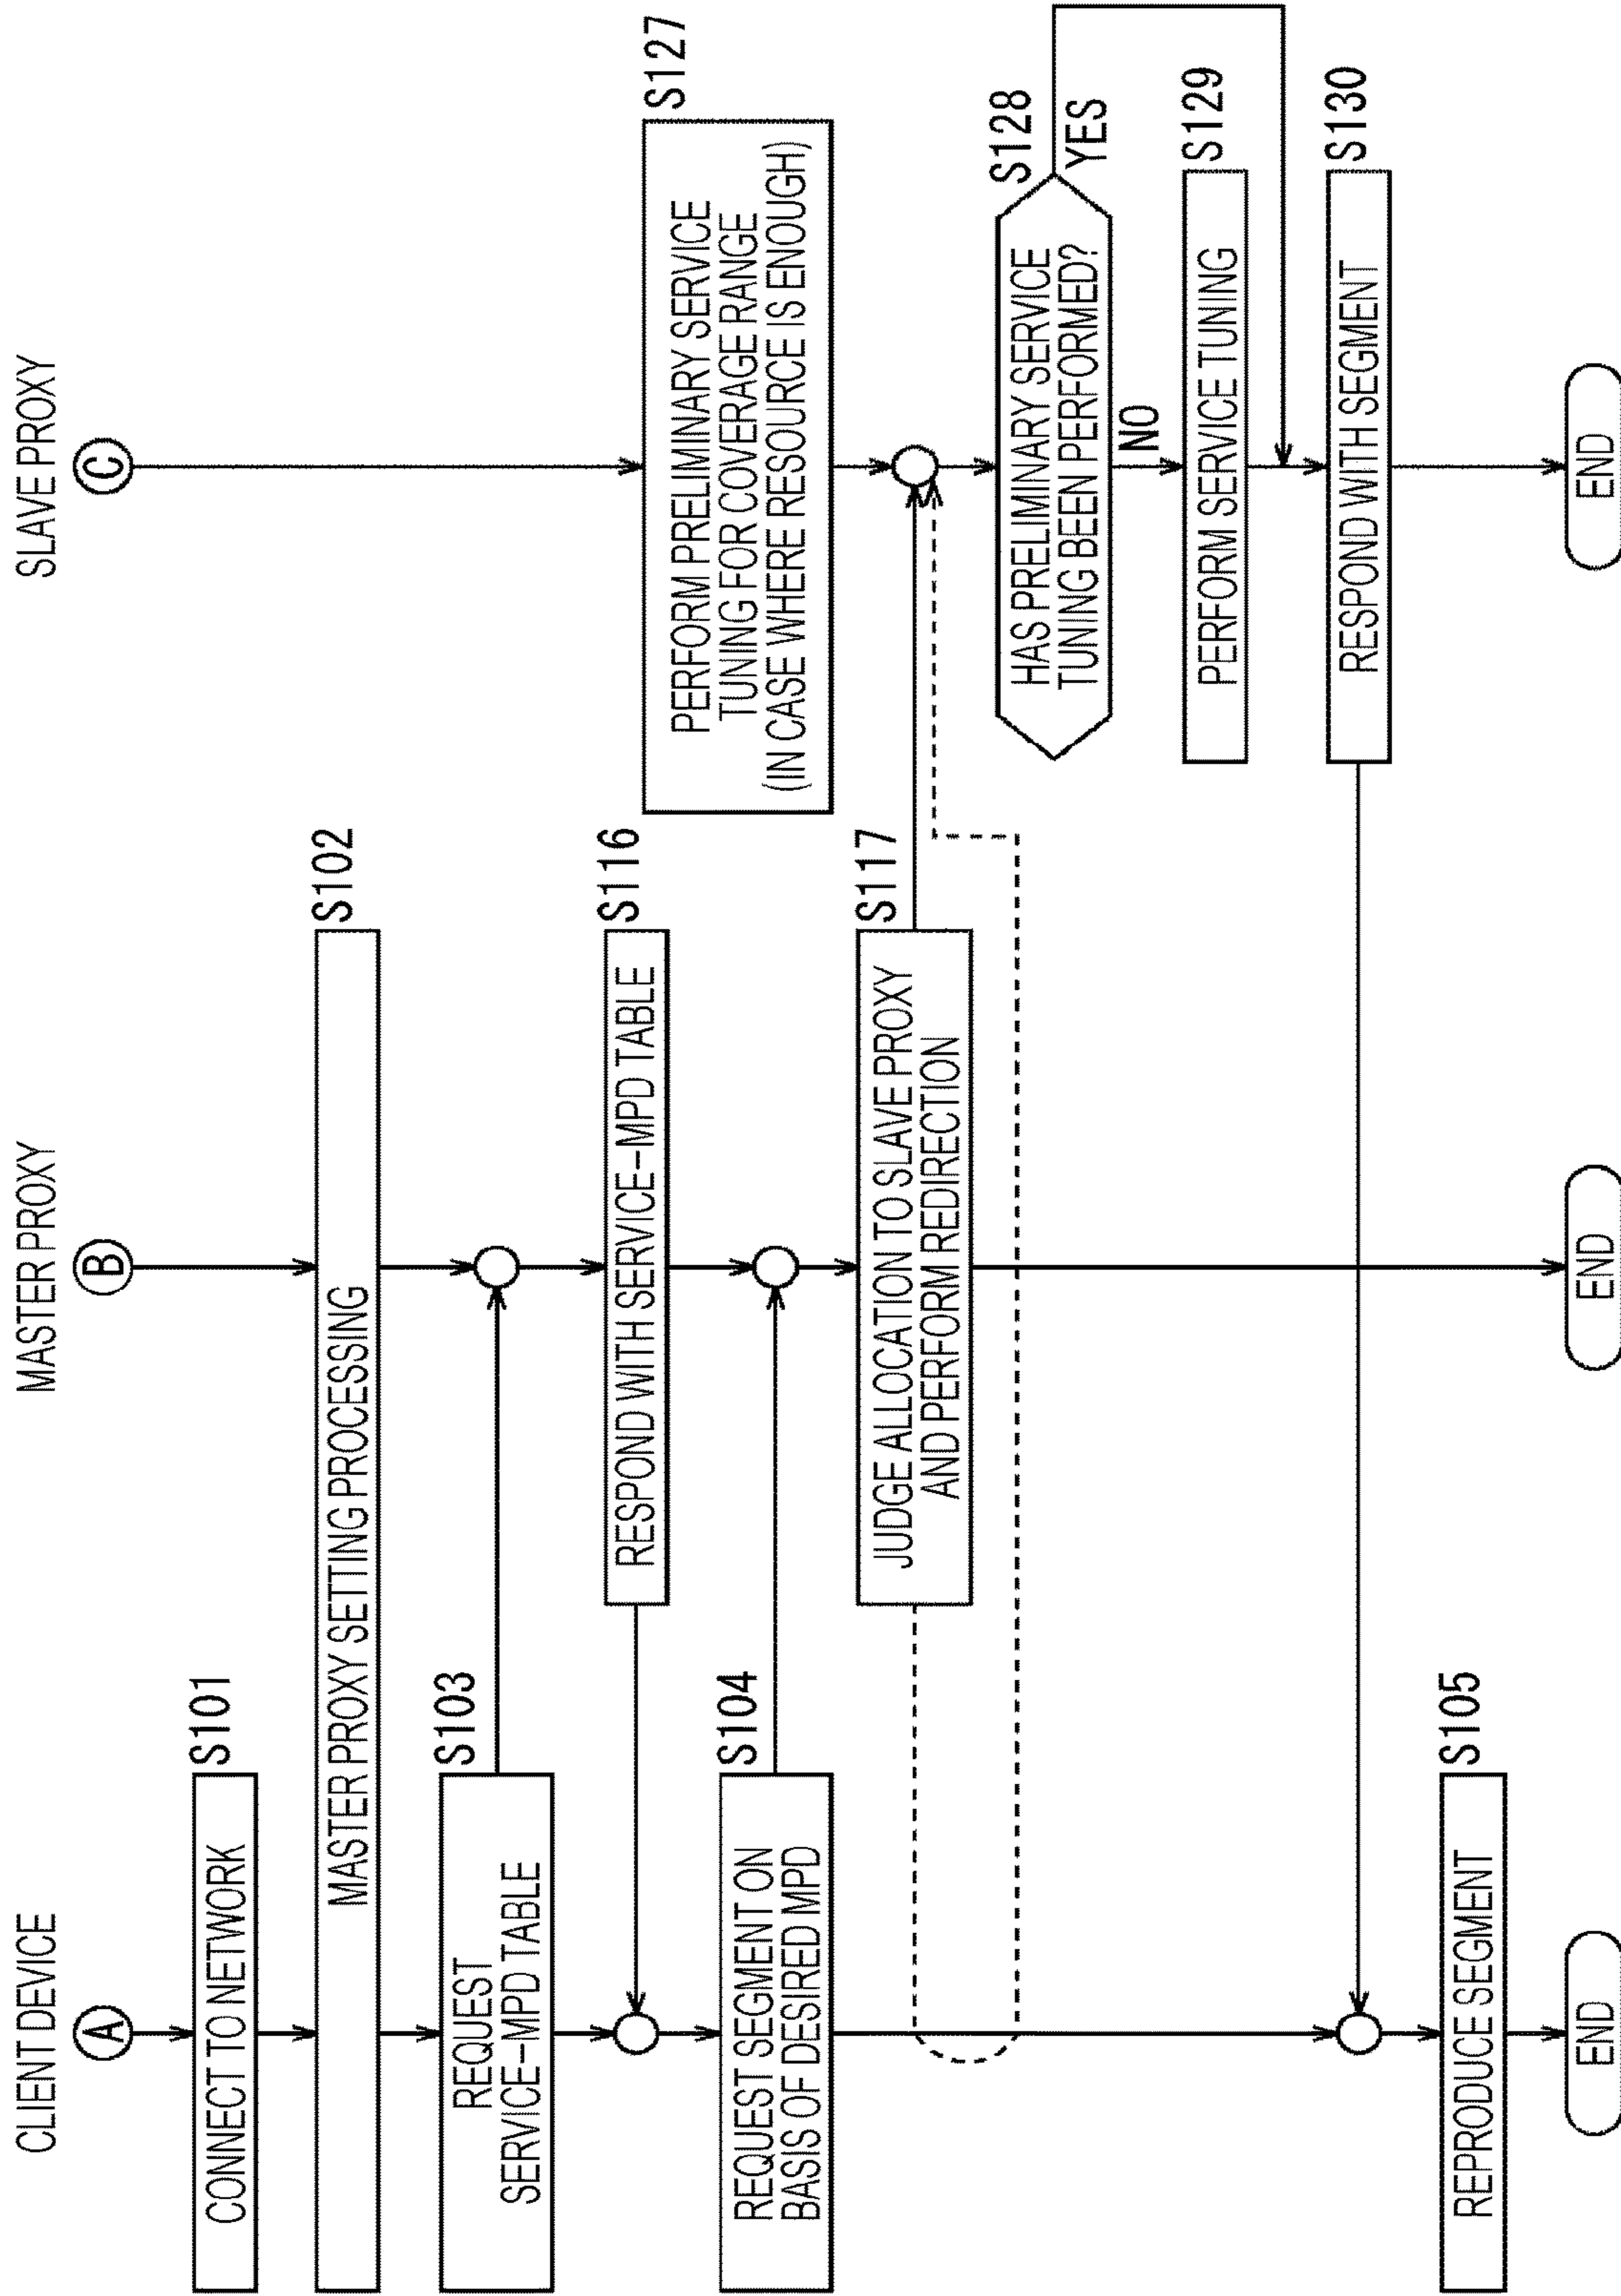 CLIENT DEVICE
MASTER PROXY
SLAVE PROXY
A
B
C
CONNECT TO NETWORK
S101
MASTER PROXY SETTING PROCESSING
S102
REQUEST
SERVICE-MPD TABLE
S103
RESPOND WITH SERVICE-MPD TABLE
S116
PERFORM PRELIMINARY SERVICE
TUNING FOR COVERAGE RANGE
(IN CASE WHERE RESOURCE IS ENOUGH)
S127
REQUEST SEGMENT ON
BASIS OF DESIRED MPD
S104
JUDGE ALLOCATION TO SLAVE PROXY
AND PERFORM REDIRECTION
S117
HAS PRELIMINARY SERVICE
TUNING BEEN PERFORMED?
S128
YES
NO
PERFORM SERVICE TUNING
S129
RESPOND WITH SEGMENT
S130
REPRODUCE SEGMENT
S105
END
END
END